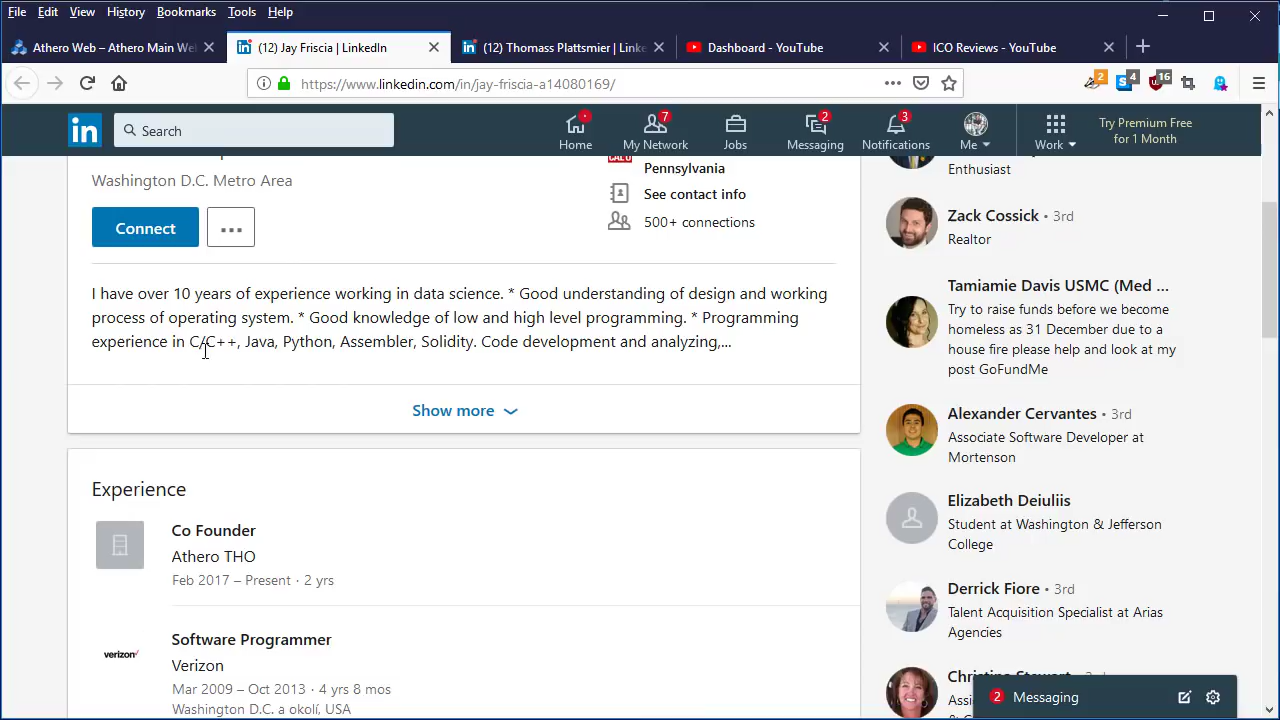 File Edit View History Bookmarks Tools Help
Athero Web – Athero Main We
(12) Jay Friscia | LinkedIn
(12) Thomass Plattsmier | Linke
Dashboard - YouTube
ICO Reviews - YouTube
https://www.linkedin.com/in/jay-friscia-a14080169/
2
4
16
in
Search
Home
7
My Network
Jobs
2
Messaging
3
Notifications
Me
Work
Try Premium Free
for 1 Month
Washington D.C. Metro Area
Connect
Pennsylvania
See contact info
500+ connections
I have over 10 years of experience working in data science. * Good understanding of design and working
process of operating system. * Good knowledge of low and high level programming. * Programming
experience in C/C++, Java, Python, Assembler, Solidity. Code development and analyzing,...
Show more
Experience
Co Founder
Athero THO
Feb 2017 – Present · 2 yrs
verizon
Software Programmer
Verizon
Mar 2009 – Oct 2013 · 4 yrs 8 mos
Washington D.C. a okolí, USA
Enthusiast
Zack Cossick • 3rd
Realtor
Tamiamie Davis USMC (Med ...
Try to raise funds before we become
homeless as 31 December due to a
house fire please help and look at my
post GoFundMe
Alexander Cervantes • 3rd
Associate Software Developer at
Mortenson
Elizabeth Deiuliis
Student at Washington & Jefferson
College
Derrick Fiore • 3rd
Talent Acquisition Specialist at Arias
Agencies
2 Messaging